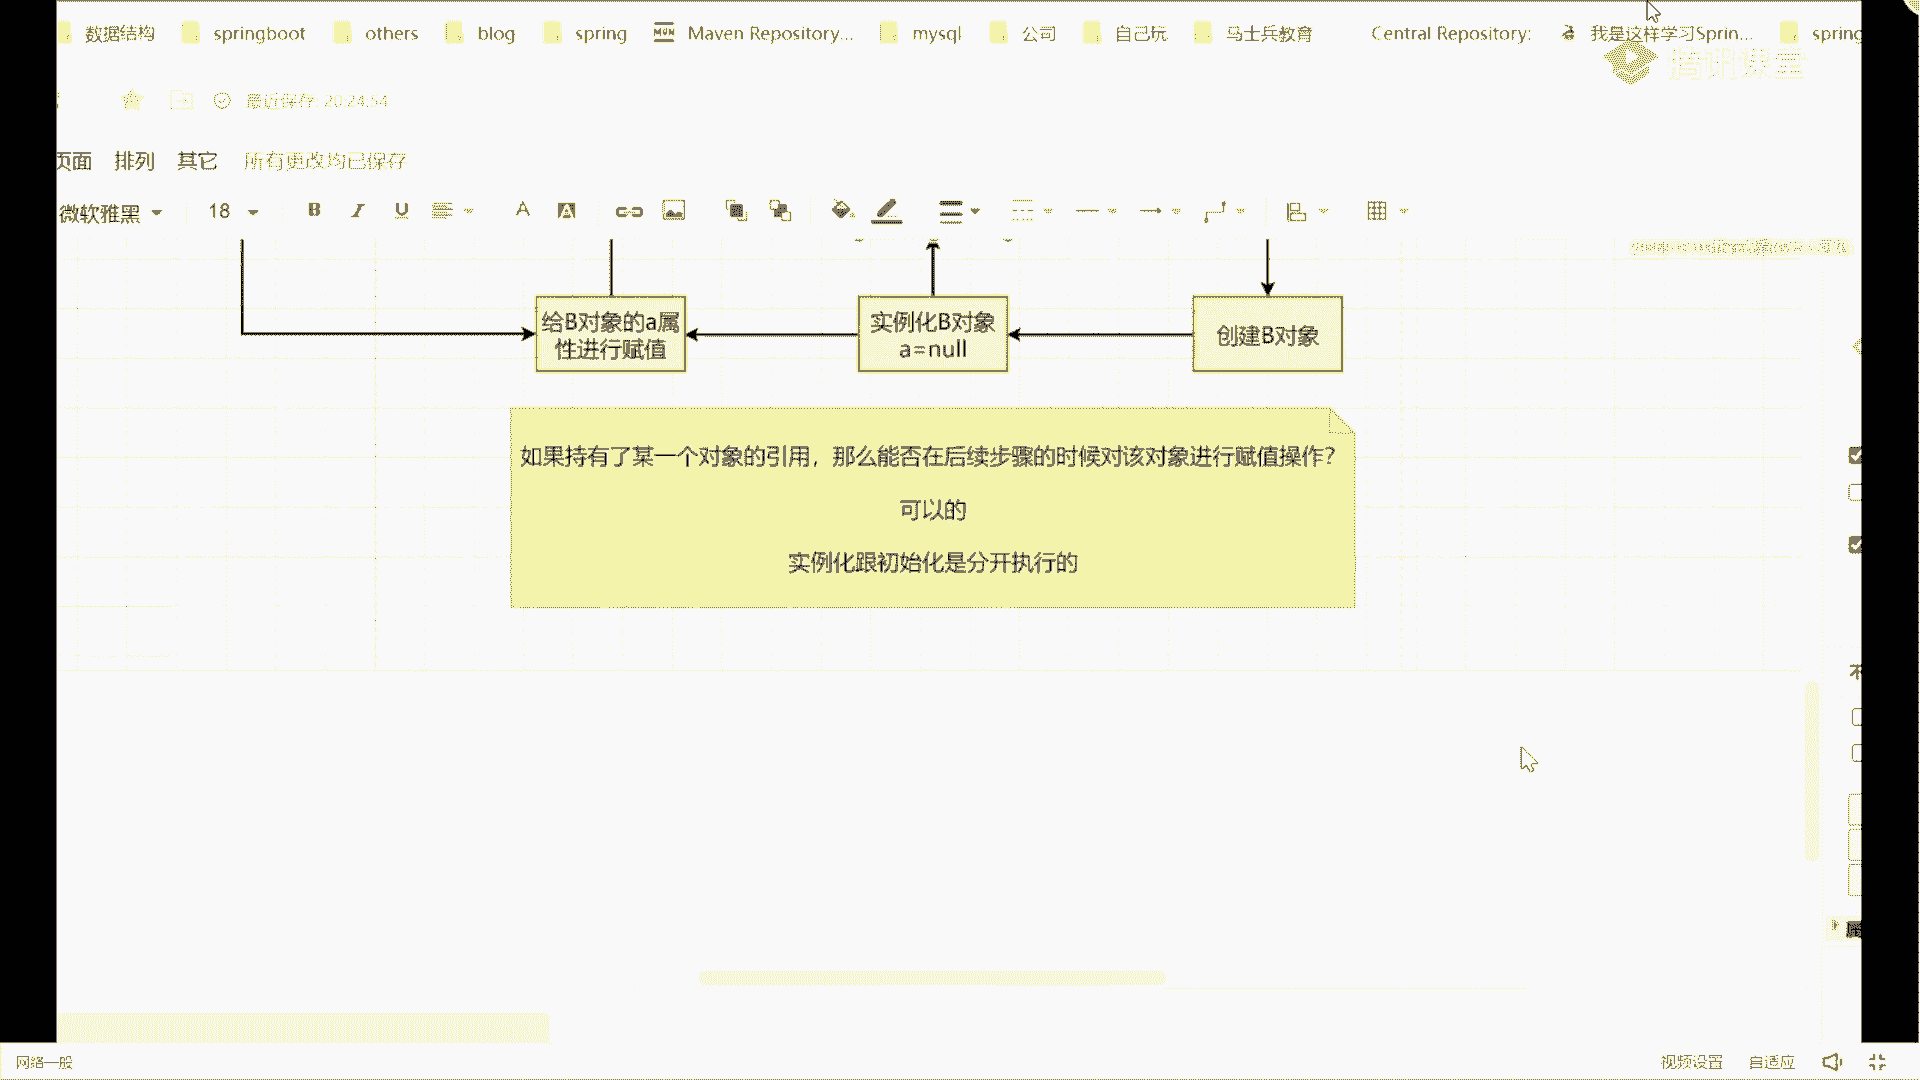 数据结构 springboot others blog spring Maven Repository... mysql 公司 自己玩 马士兵教育 Central Repository: 我是这样学习Sprin... spring
腾讯课堂
最近保存: 20:24:54
页面 排列 其它 所有更改均已保存
微软雅黑 18 B I U A A
给B对象的a属
性进行赋值
实例化B对象
a=null
创建B对象
如果持有了某一个对象的引用，那么能否在后续步骤的时候对该对象进行赋值操作？
可以的
实例化跟初始化是分开执行的
网络一般 视频设置 自适应